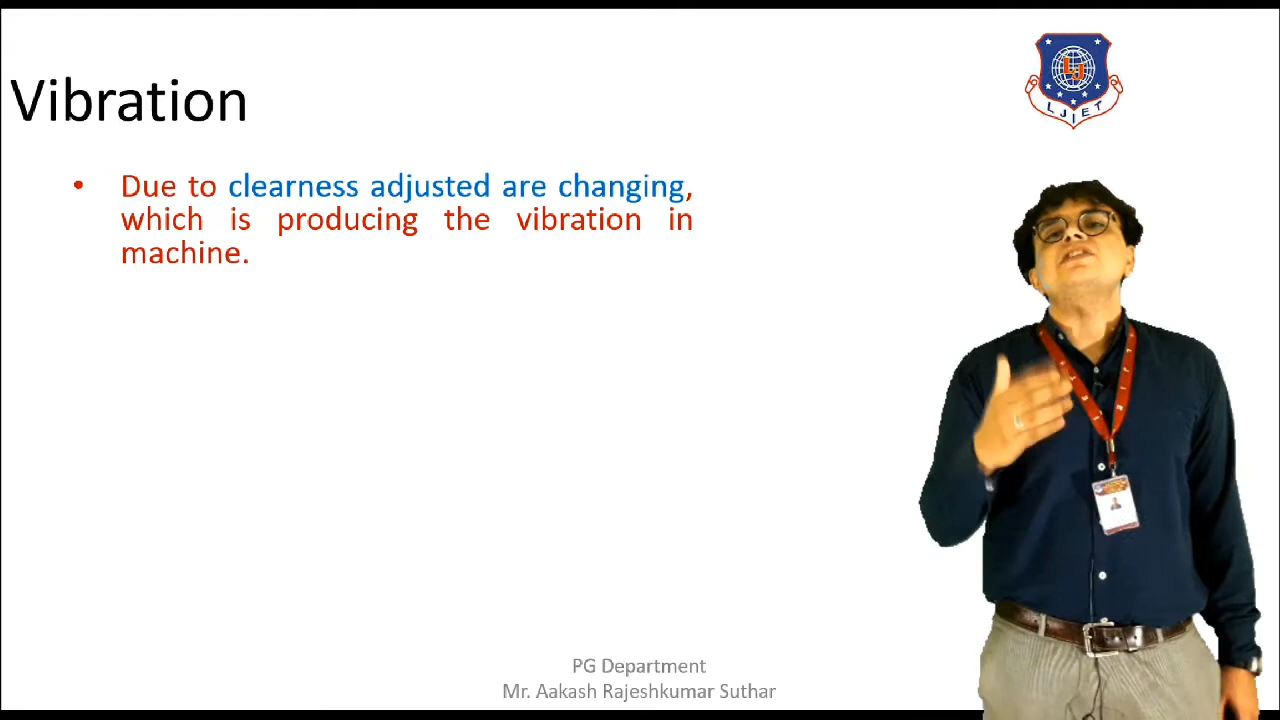 Vibration
LJIET
• Due to clearness adjusted are changing,
which is producing the vibration in
machine.
PG Department
Mr. Aakash Rajeshkumar Suthar